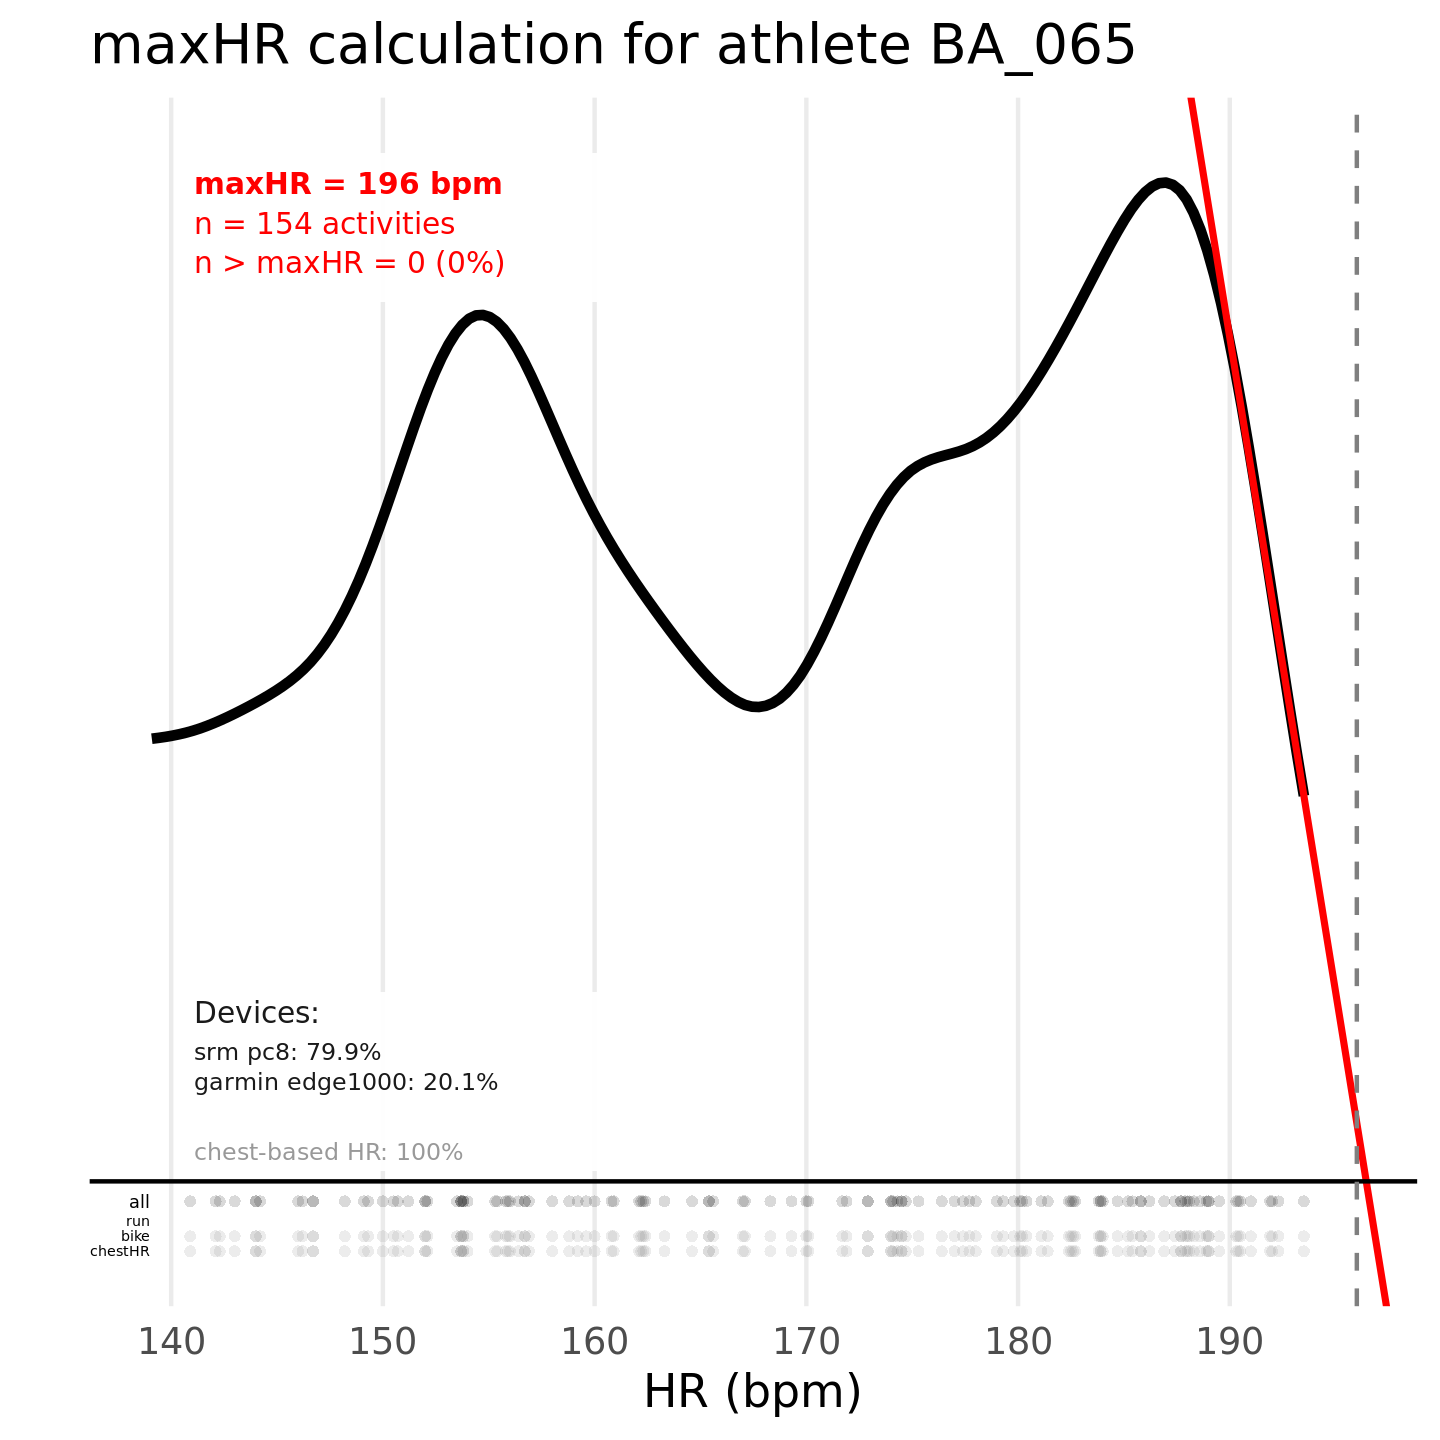 maxHR calculation for athlete BA_065
maxHR = 196 bpm
n = 154 activities
n > maxHR = 0 (0%)
Devices:
srm pc8: 79.9%
garmin edge1000: 20.1%
chest-based HR: 100%
all
run
bike
chestHR
140 150 160 170 180 190
HR (bpm)